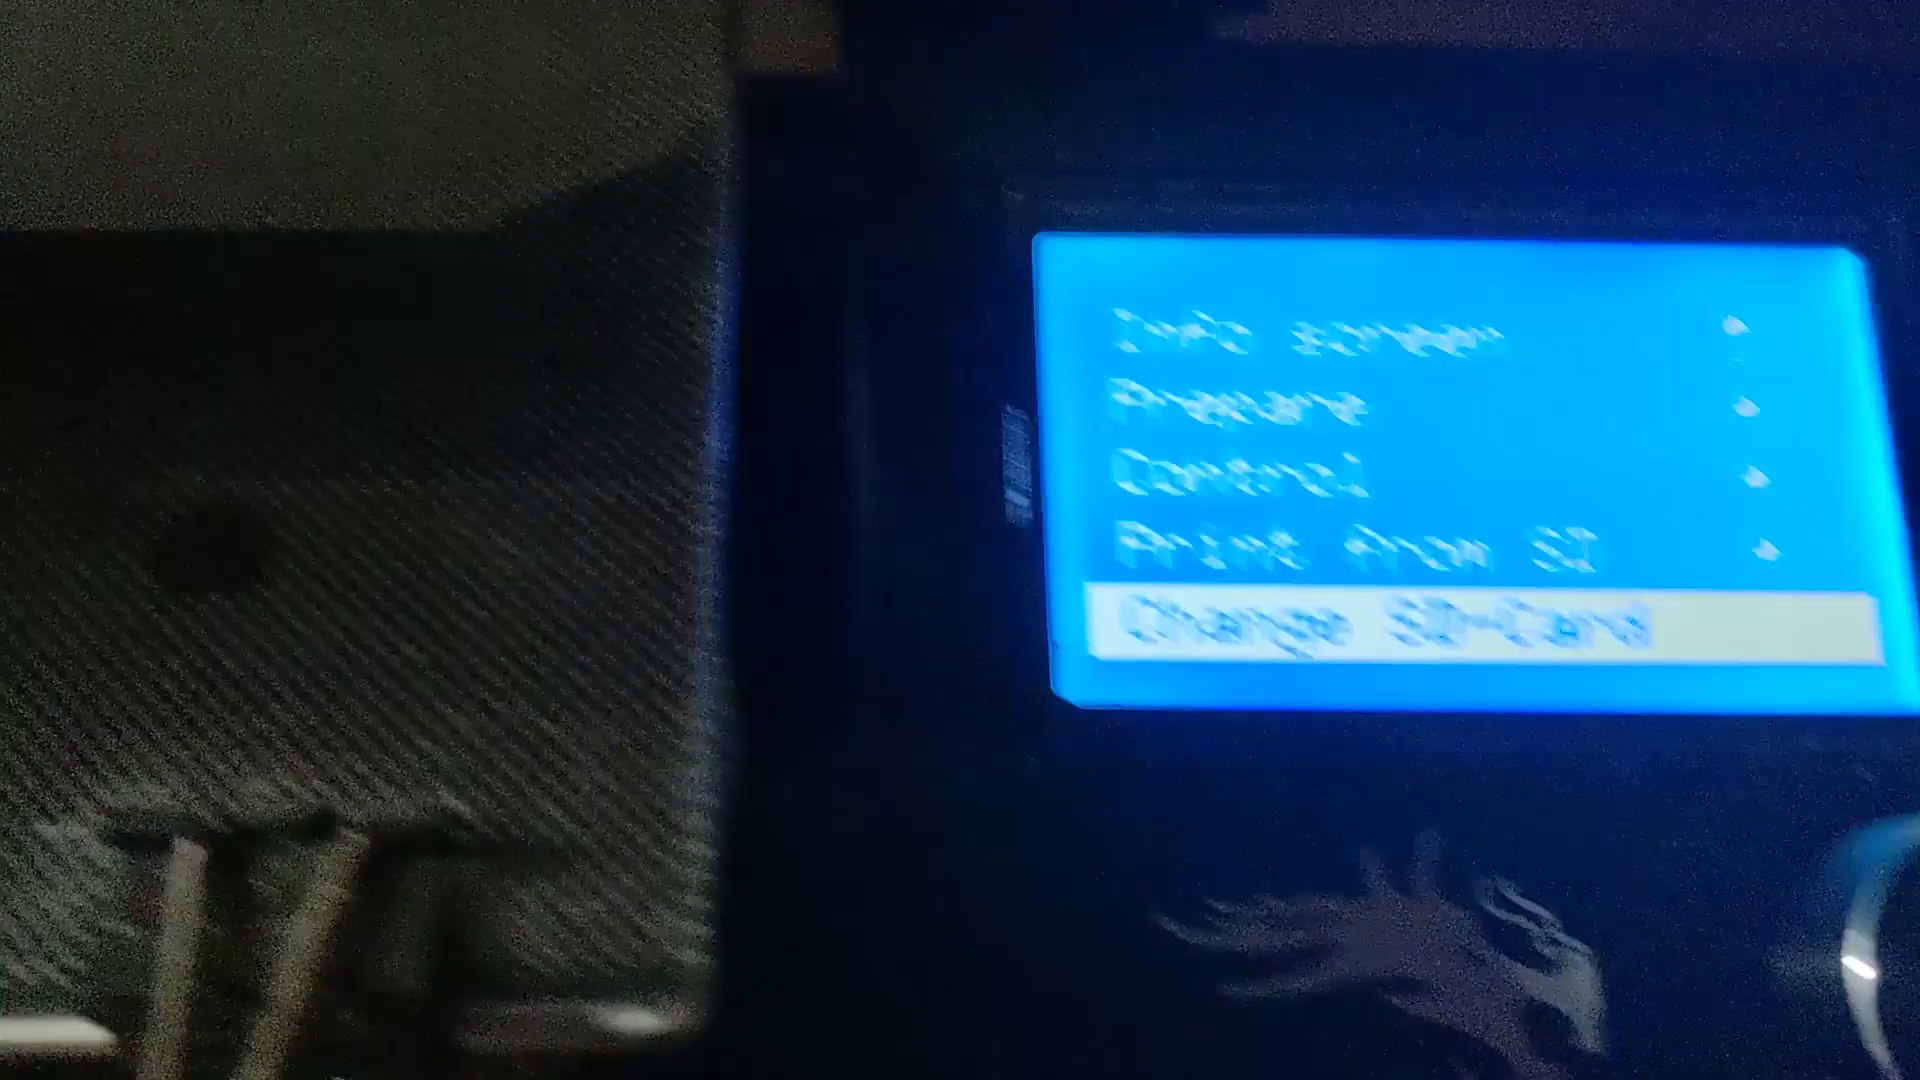 Info screen
Prepare
Control
Print from SD
Change SD-Card